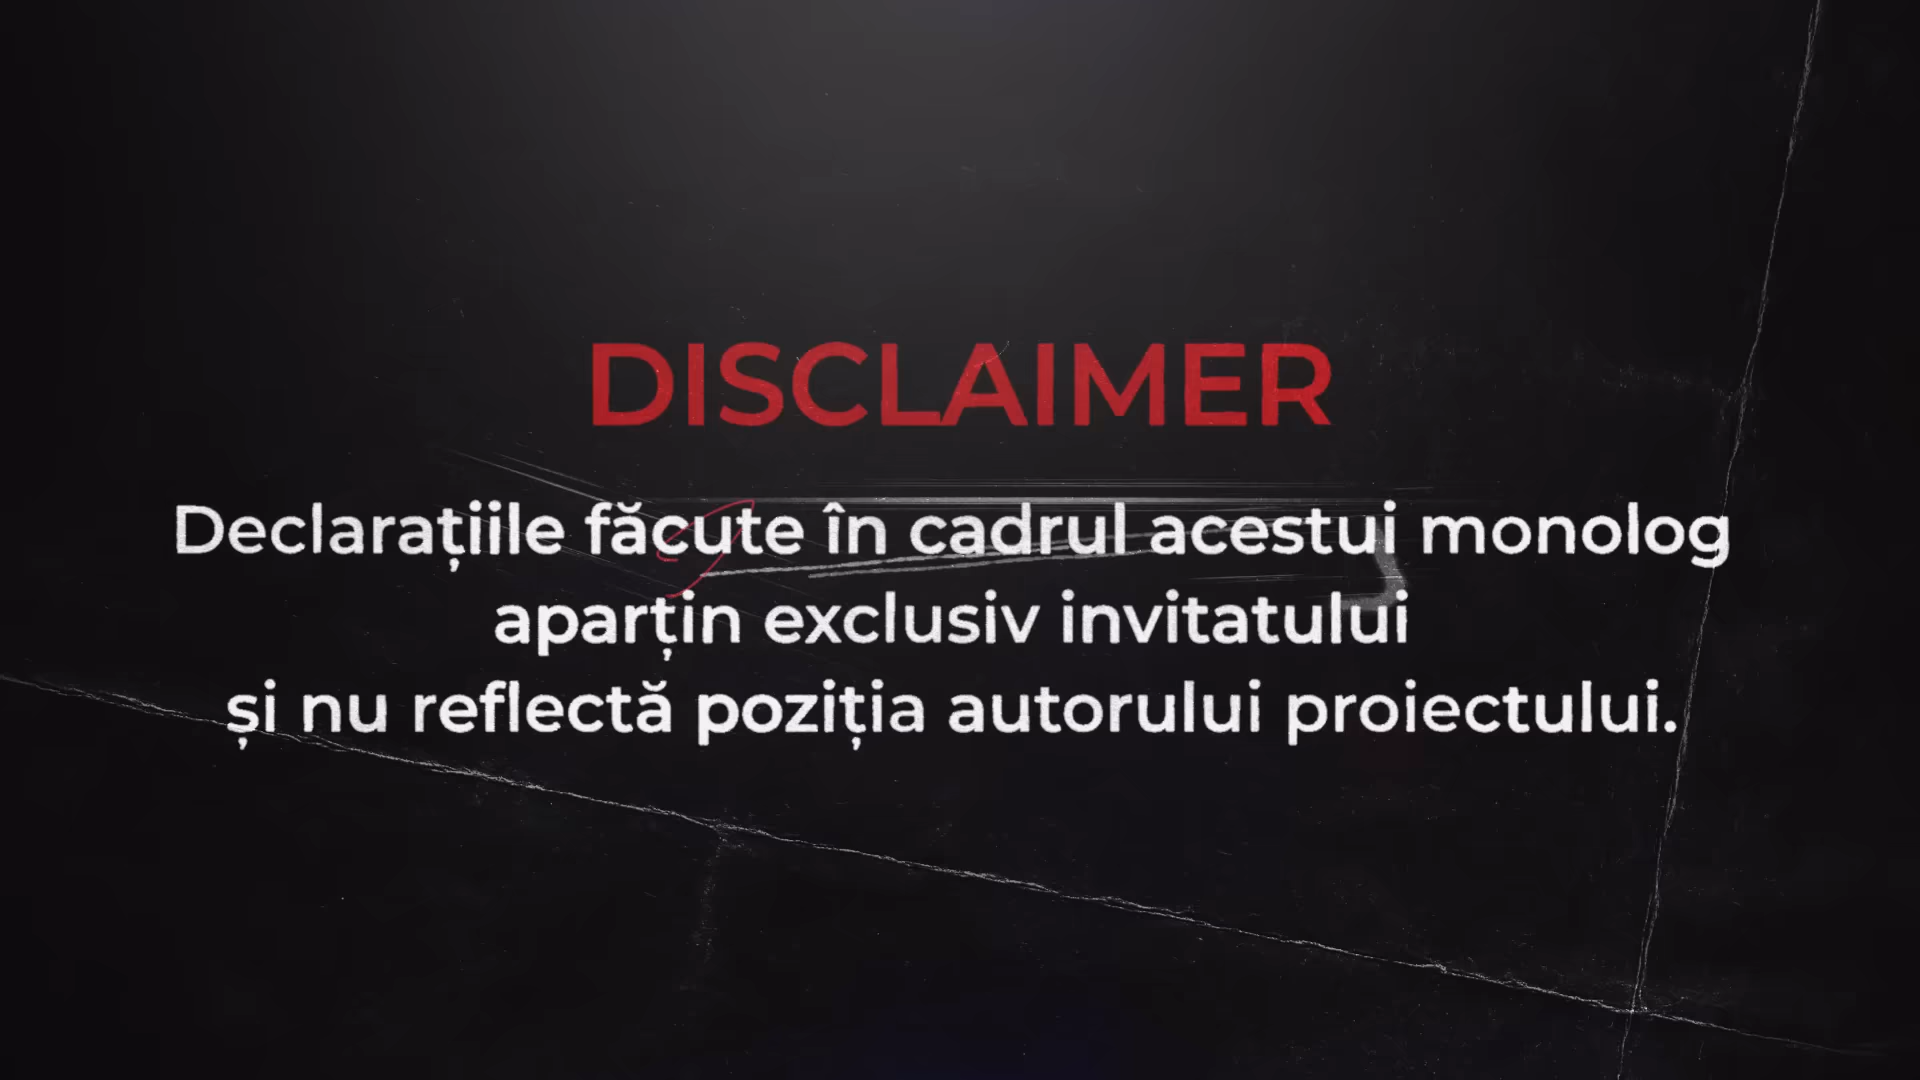 DISCLAIMER
Declarațiile făcute în cadrul acestui monolog
aparțin exclusiv invitatului
și nu reflectă poziția autorului proiectului.